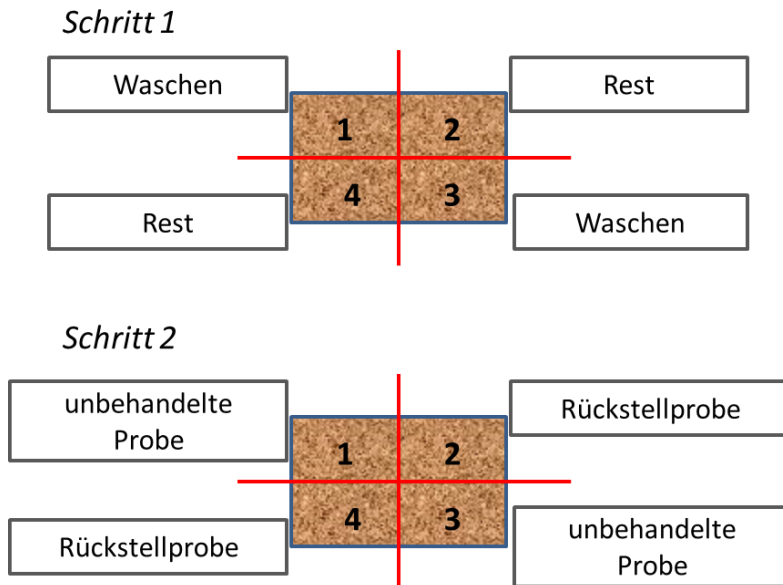 Schritt 1
Waschen
Rest
1 2
4 3
Rest
Waschen
Schritt 2
unbehandelte
Probe
Rückstellprobe
1 2
4 3
Rückstellprobe
unbehandelte
Probe